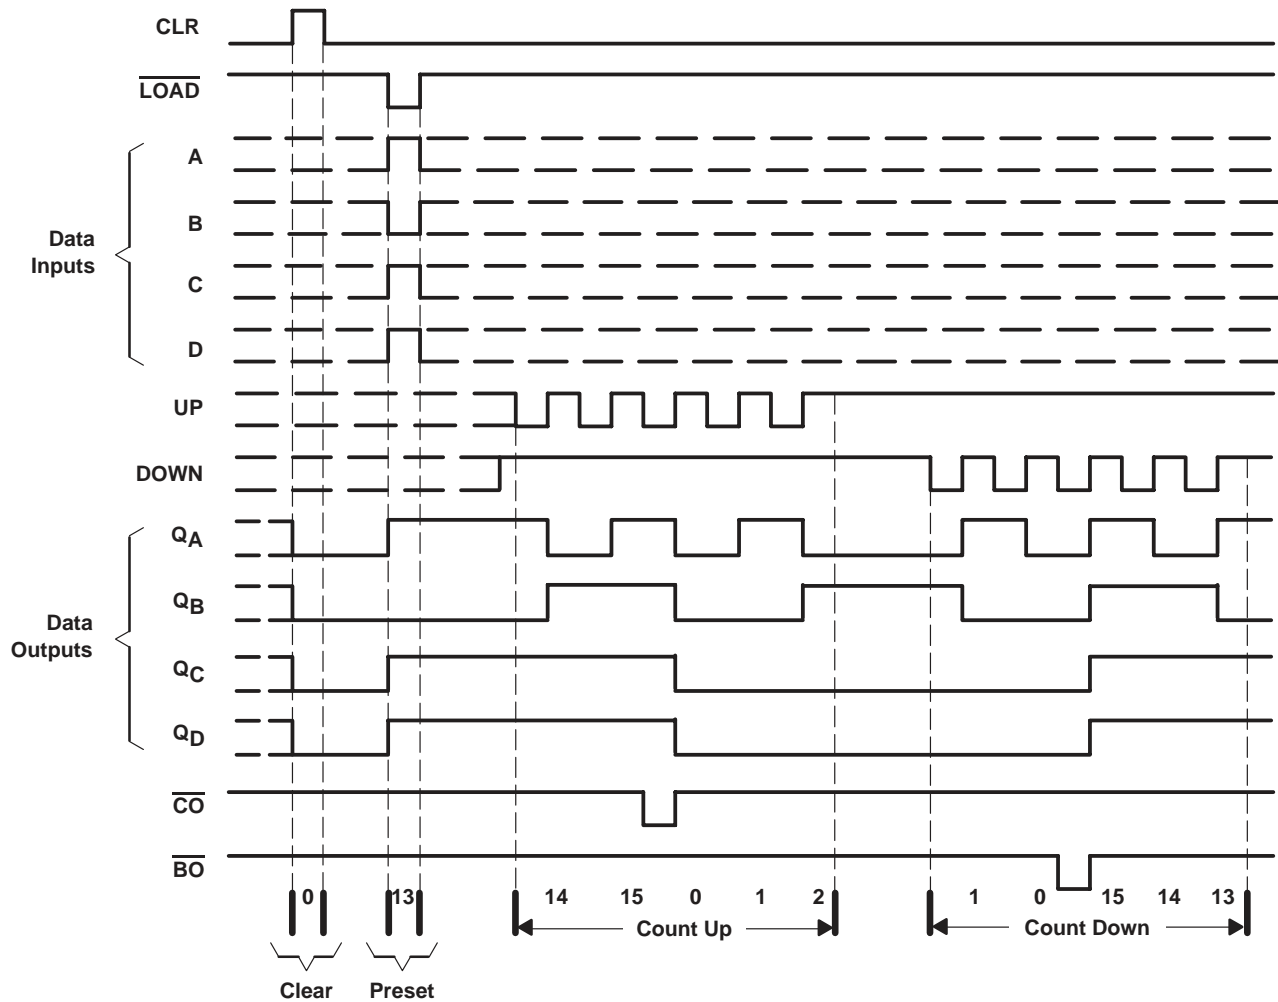 CLR
LOAD
A
B
Data
Inputs
C
D
UP
DOWN
QA
QB
Data
Outputs
QC
QD
CO
BO
0 13 14 15 0 1 2 1 0 15 14 13
Count Up Count Down
Clear Preset